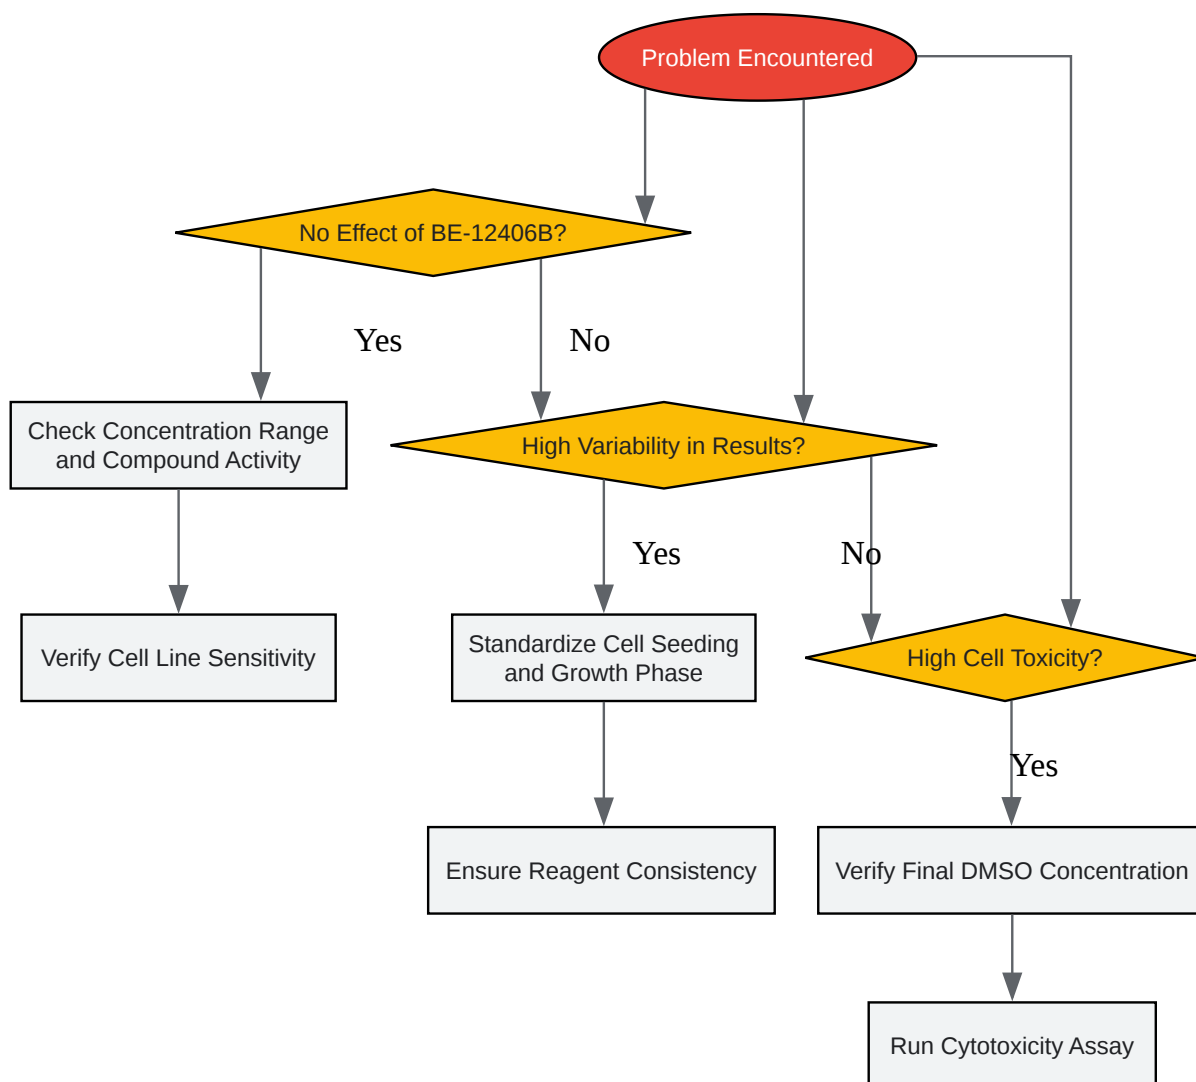 Problem Encountered
No Effect of BE-12406B?
Yes
No
Check Concentration Range
and Compound Activity
High Variability in Results?
Yes
No
Verify Cell Line Sensitivity
Standardize Cell Seeding
and Growth Phase
High Cell Toxicity?
Yes
Ensure Reagent Consistency
Verify Final DMSO Concentration
Run Cytotoxicity Assay